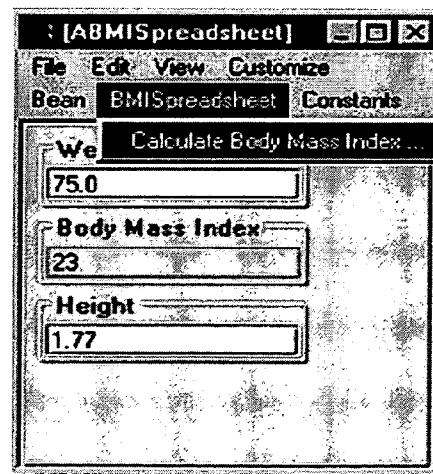 : [ABMISpreadsheet]
File Edit View Customize
Bean BMISpreadsheet Constants
Calculate Body Mass Index ...
We
75.0
Body Mass Index
23
Height
1.77